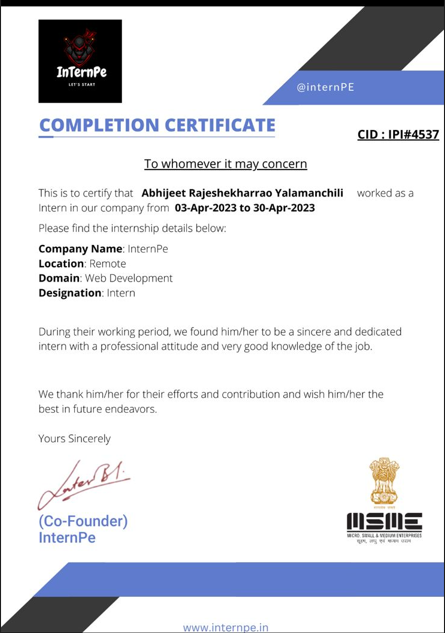 InTernPe
LET'S START
@internPE
COMPLETION CERTIFICATE
CID : IPI#4537
To whomever it may concern
This is to certify that Abhijeet Rajeshekharrao Yalamanchili worked as a
Intern in our company from 03-Apr-2023 to 30-Apr-2023
Please find the internship details below:
Company Name: InternPe
Location: Remote
Domain: Web Development
Designation: Intern
During their working period, we found him/her to be a sincere and dedicated
intern with a professional attitude and very good knowledge of the job.
We thank him/her for their efforts and contribution and wish him/her the
best in future endeavors.
Yours Sincerely
(Co-Founder)
InternPe
MSME
MICRO, SMALL & MEDIUM ENTERPRISES
सूक्ष्म, लघु एवं मध्यम उद्यम
www.internpe.in